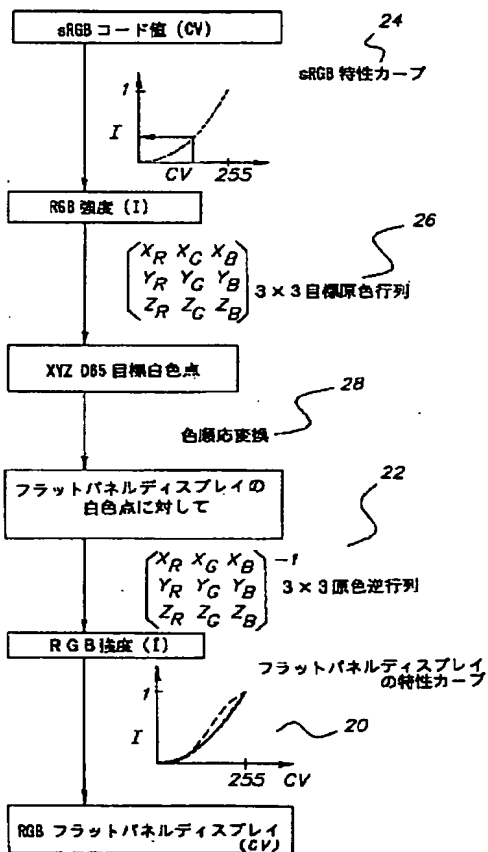 sRGB コード値 (CV)
24
sRGB 特性カーブ
1
I
CV 255
RGB 強度 (I)
26
X_R X_G X_B
Y_R Y_G Y_B
Z_R Z_G Z_B
3×3目標原色行列
XYZ D65 目標白色点
28
色順応変換
フラットパネルディスプレイの
白色点に対して
22
X_R X_G X_B -1
Y_R Y_G Y_B
Z_R Z_G Z_B
3×3原色逆行列
RGB強度 (I)
フラットパネルディスプレイ
の特性カーブ
1
I
20
255 CV
RGB フラットパネルディスプレイ
(CV)